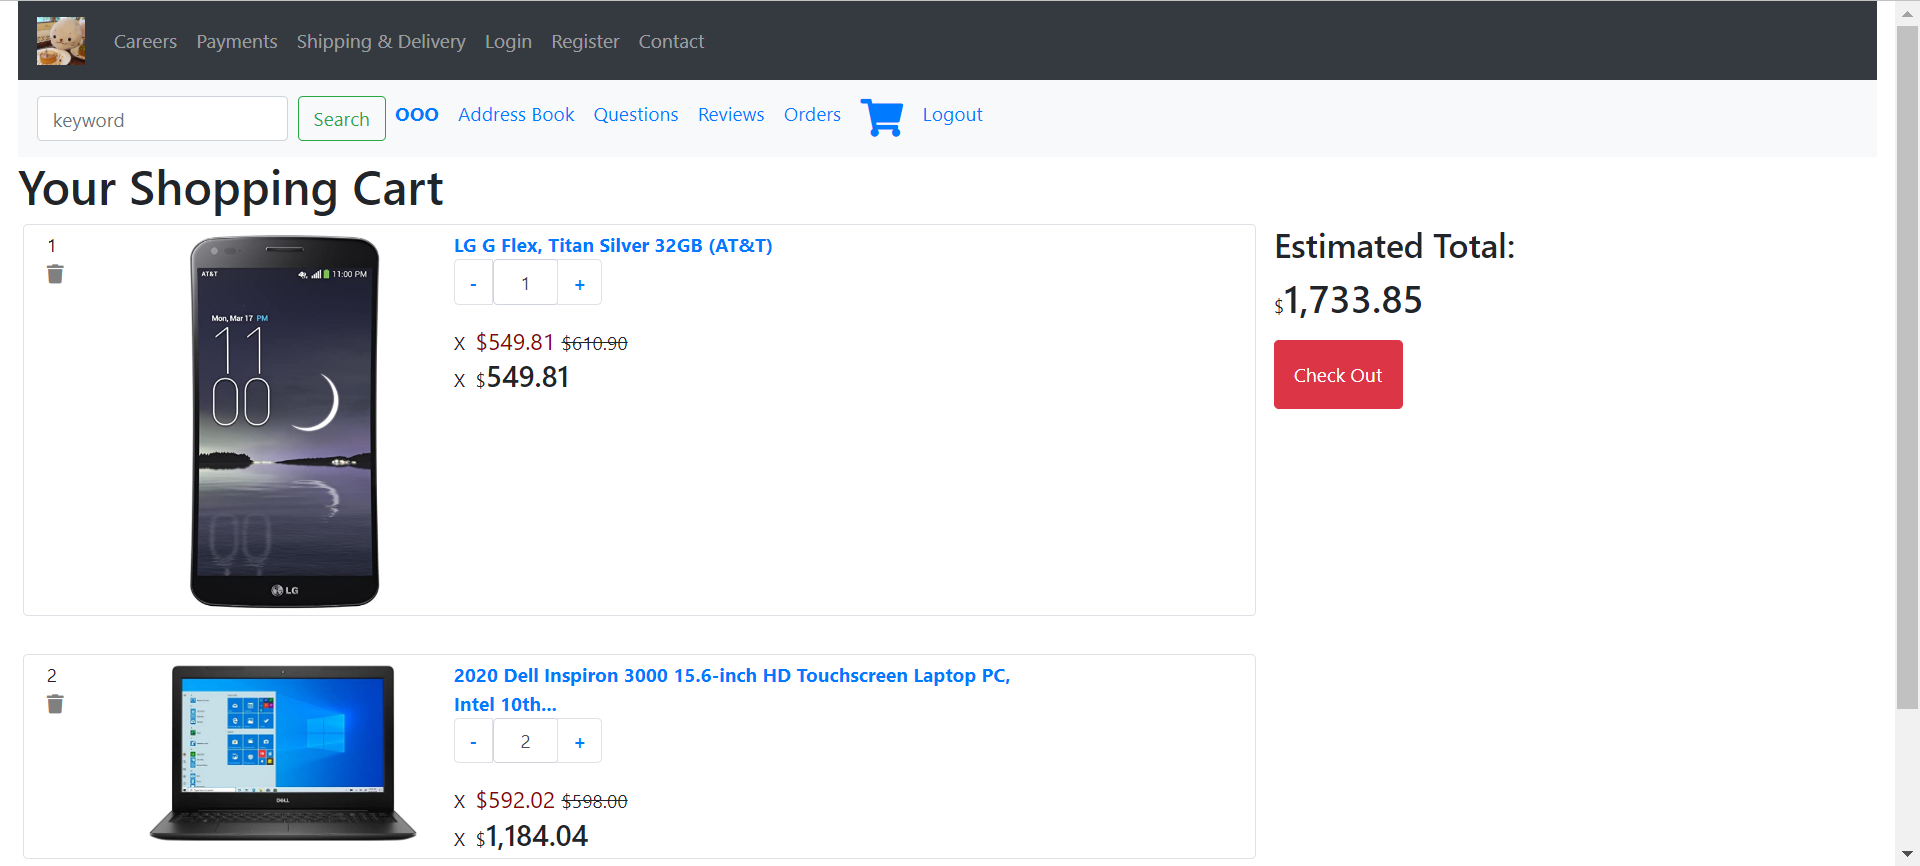 Careers Payments Shipping & Delivery Login Register Contact
keyword Search OOO Address Book Questions Reviews Orders Logout
Your Shopping Cart
1
AT&T 11:00 PM
Mon, Mar 17 PM
11
00
LG
LG G Flex, Titan Silver 32GB (AT&T)
- 1 +
X $549.81 $610.90
X $549.81
Estimated Total:
$1,733.85
Check Out
2
DELL
2020 Dell Inspiron 3000 15.6-inch HD Touchscreen Laptop PC,
Intel 10th...
- 2 +
X $592.02 $598.00
X $1,184.04